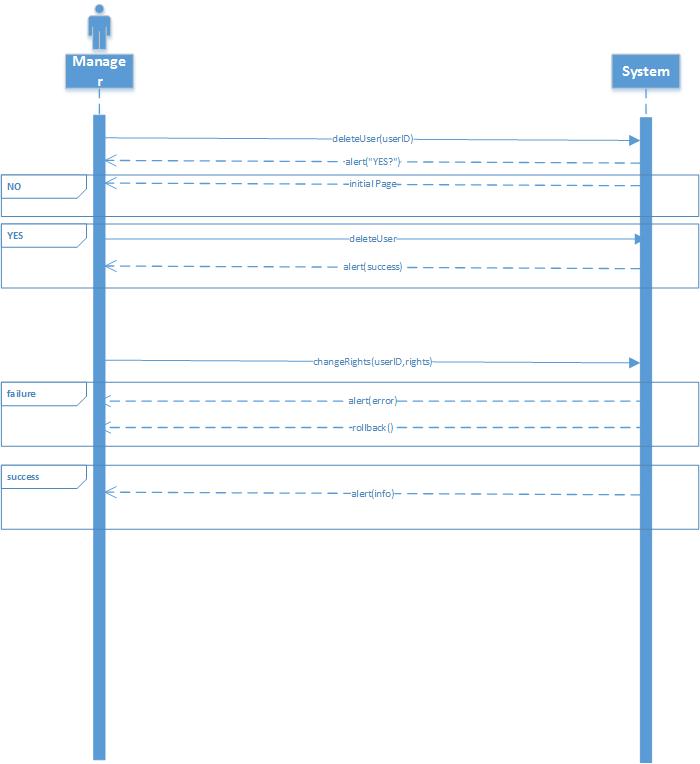 Manage
r
System
deleteUser(userID)
alert("YES?")
NO
initial Page
YES
deleteUser
alert(success)
changeRights(userID,rights)
failure
alert(error)
rollback()
success
alert(info)